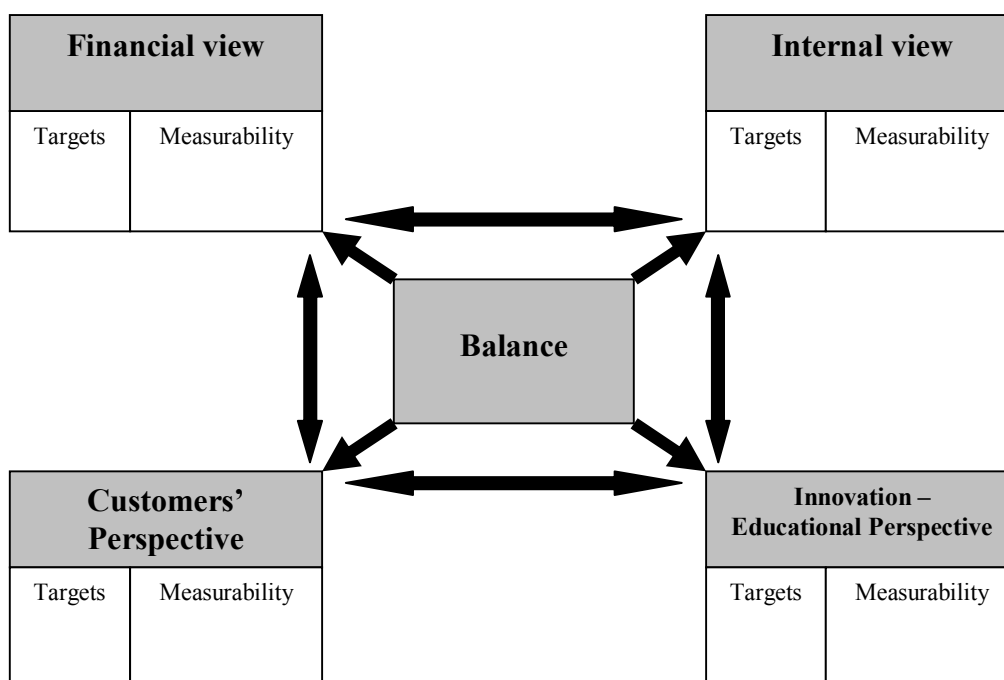 Financial view
Targets
Measurability
Internal view
Targets
Measurability
Balance
Customers’
Perspective
Targets
Measurability
Innovation –
Educational Perspective
Targets
Measurability